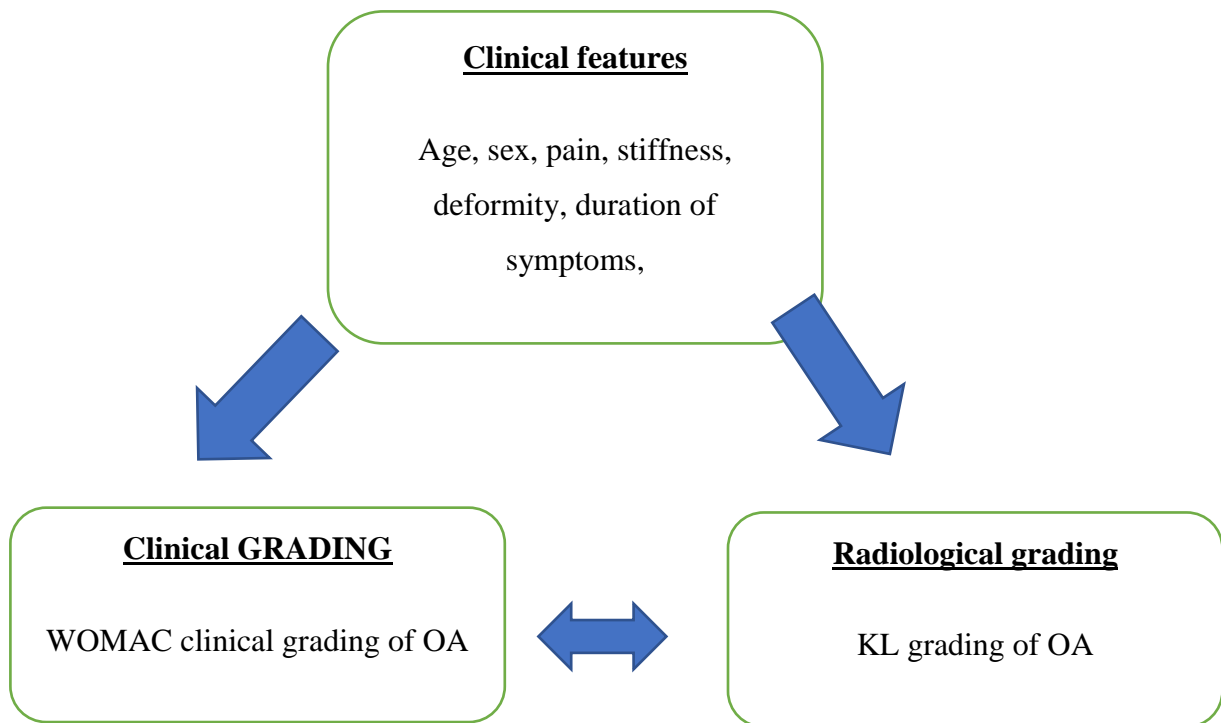 Clinical features
Age, sex, pain, stiffness,
deformity, duration of
symptoms,
Clinical GRADING
WOMAC clinical grading of OA
Radiological grading
KL grading of OA